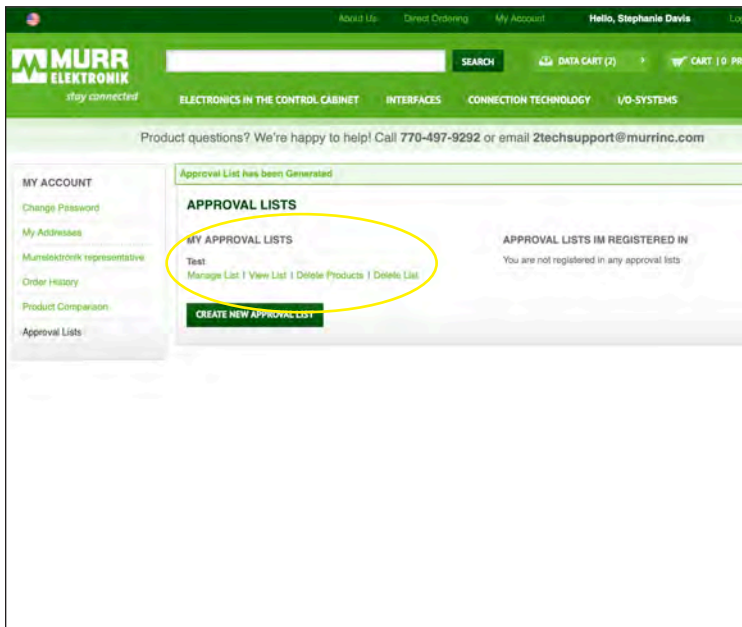 About Us Direct Ordering My Account Hello, Stephanie Davis
MURR
ELEKTRONIK
stay connected
SEARCH DATA CART (2) CART | 0
ELECTRONICS IN THE CONTROL CABINET INTERFACES CONNECTION TECHNOLOGY I/O-SYSTEMS
Product questions? We're happy to help! Call 770-497-9292 or email 2techsupport@murrinc.com
MY ACCOUNT
Change Password
My Addresses
Murrelektronik representative
Order History
Product Comparison
Approval Lists
Approval List has been Generated
APPROVAL LISTS
MY APPROVAL LISTS
Test
Manage List | View List | Delete Products | Delete List
CREATE NEW APPROVAL LIST
APPROVAL LISTS IM REGISTERED IN
You are not registered in any approval lists